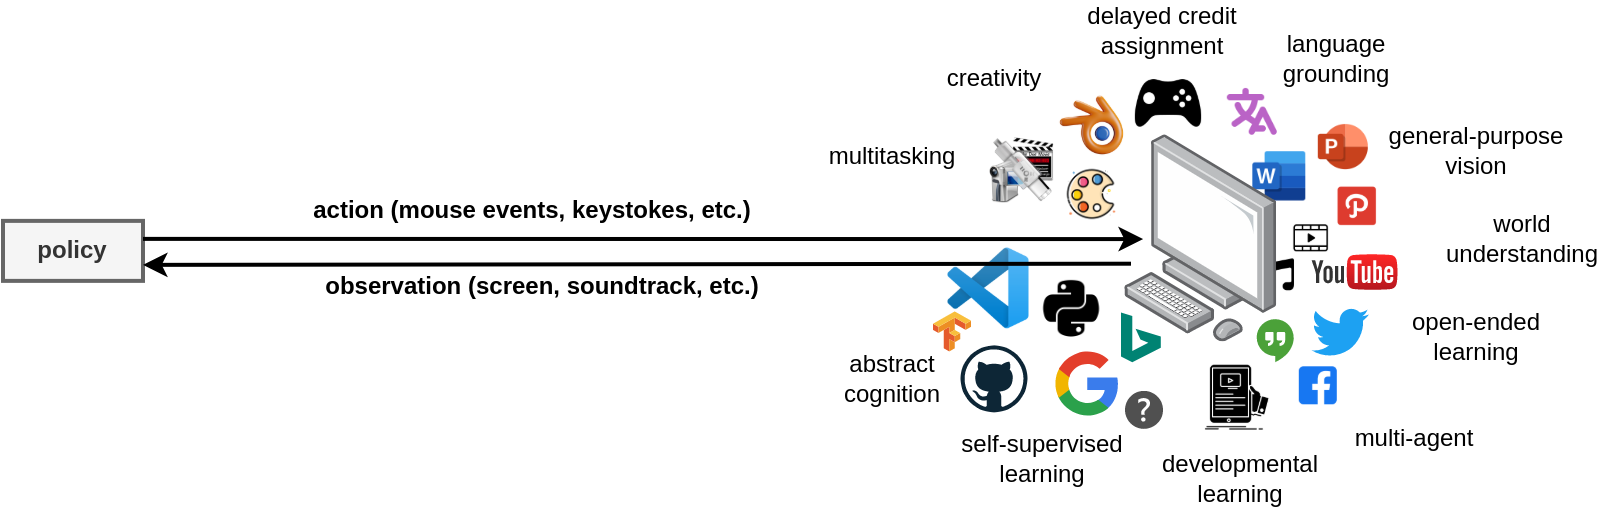 delayed credit
assignment
language
grounding
creativity
general-purpose
vision
multitasking
P
W
action (mouse events, keystokes, etc.)
world
understanding
policy
YouTube
observation (screen, soundtrack, etc.)
open-ended
learning
abstract
cognition
?
self-supervised
learning
multi-agent
developmental
learning